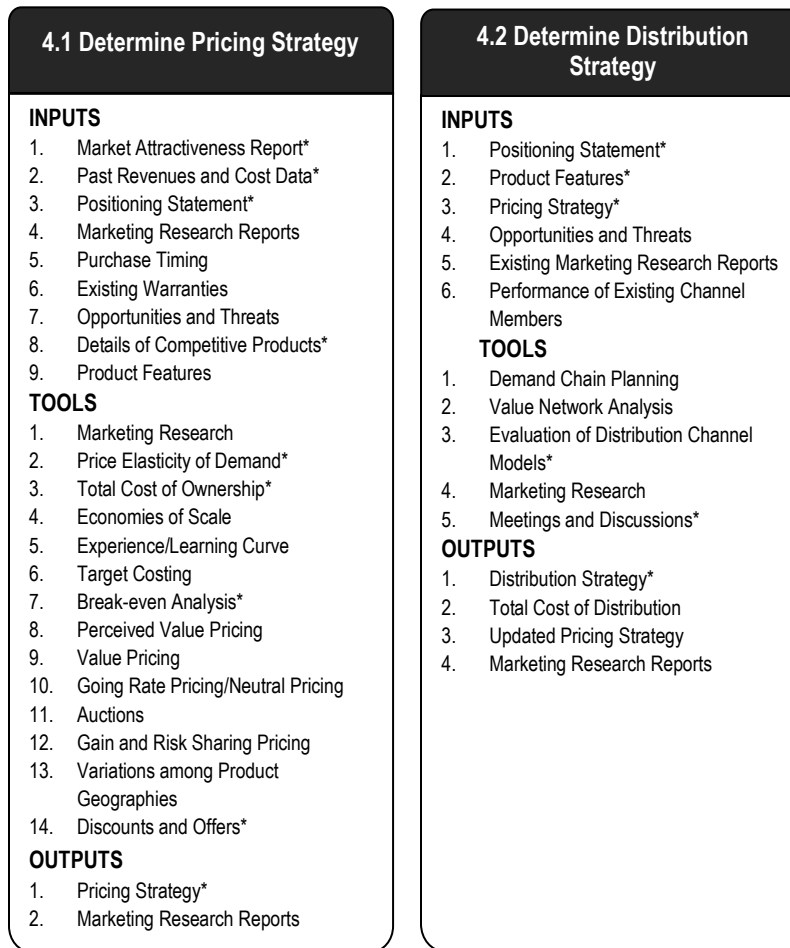 4.1 Determine Pricing Strategy
INPUTS
1. Market Attractiveness Report*
2. Past Revenues and Cost Data*
3. Positioning Statement*
4. Marketing Research Reports
5. Purchase Timing
6. Existing Warranties
7. Opportunities and Threats
8. Details of Competitive Products*
9. Product Features
TOOLS
1. Marketing Research
2. Price Elasticity of Demand*
3. Total Cost of Ownership*
4. Economies of Scale
5. Experience/Learning Curve
6. Target Costing
7. Break-even Analysis*
8. Perceived Value Pricing
9. Value Pricing
10. Going Rate Pricing/Neutral Pricing
11. Auctions
12. Gain and Risk Sharing Pricing
13. Variations among Product
Geographies
14. Discounts and Offers*
OUTPUTS
1. Pricing Strategy*
2. Marketing Research Reports
4.2 Determine Distribution
Strategy
INPUTS
1. Positioning Statement*
2. Product Features*
3. Pricing Strategy*
4. Opportunities and Threats
5. Existing Marketing Research Reports
6. Performance of Existing Channel
Members
TOOLS
1. Demand Chain Planning
2. Value Network Analysis
3. Evaluation of Distribution Channel
Models*
4. Marketing Research
5. Meetings and Discussions*
OUTPUTS
1. Distribution Strategy*
2. Total Cost of Distribution
3. Updated Pricing Strategy
4. Marketing Research Reports